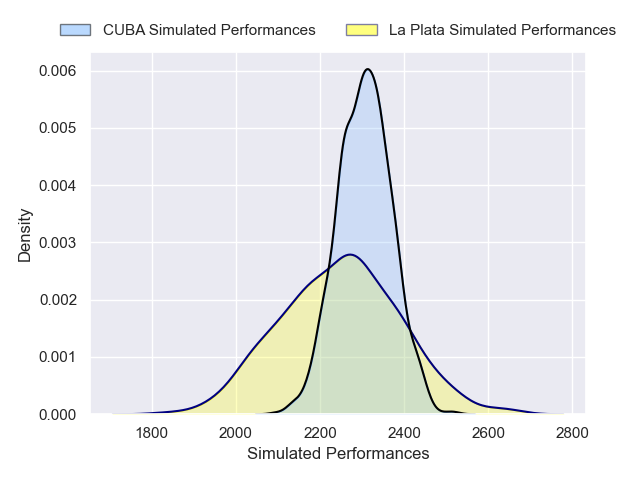 CUBA Simulated Performances La Plata Simulated Performances
0.006
0.005
0.004
0.003
0.002
0.001
0.000
Density
1800 2000 2200 2400 2600 2800
Simulated Performances